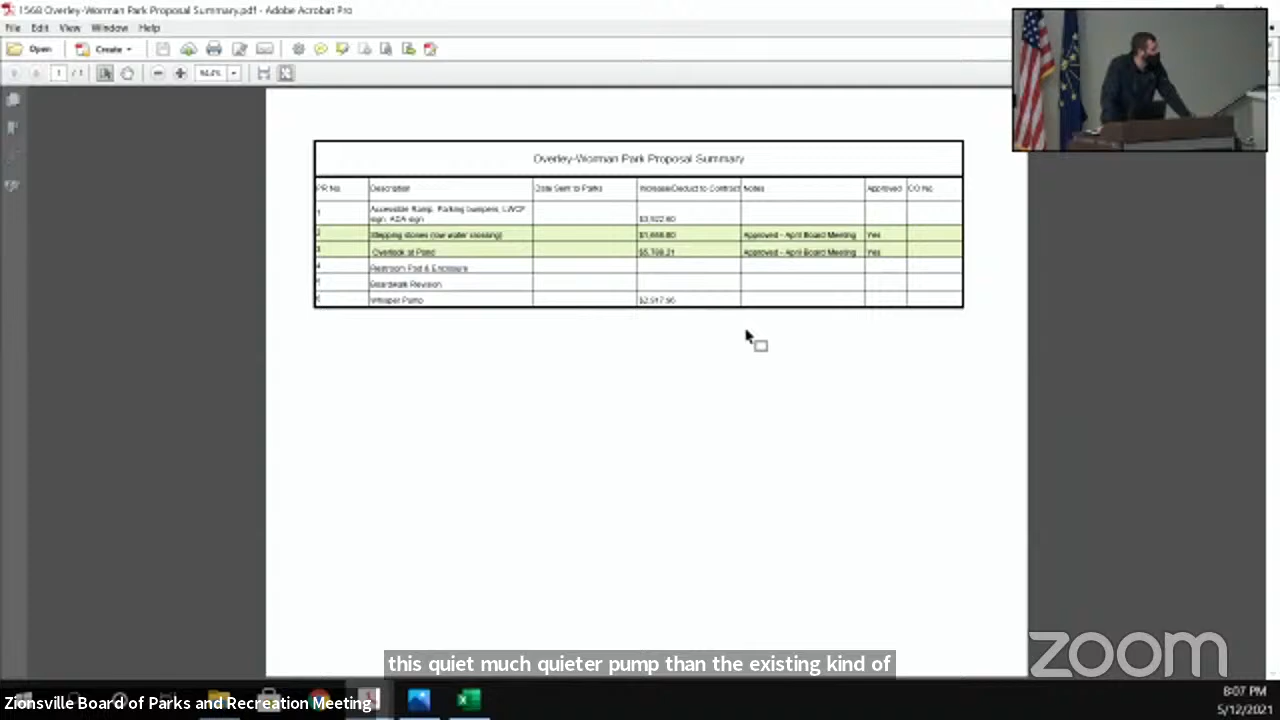 1568 Overley-Worman Park Proposal Summary.pdf - Adobe Acrobat Pro
File Edit View Window Help
Open Create
1 / 1
Overley-Worman Park Proposal Summary
PR No. Description Date Sent to Parks Increase/Deduct to Contract Notes Approved CO No.
1 Accessible Ramp, Parking bumpers, LWCF
sign, ADA sign $3,922.60
2 Stepping stones (low water crossing) Approved - April Board Meeting Yes
3 Overlook at Pond Approved - April Board Meeting Yes
4 Restroom Pad & Enclosure
5 Boardwalk Revision
6 Whisper Pump
zoom
this quiet much quieter pump than the existing kind of
Zionsville Board of Parks and Recreation Meeting
8:07 PM
5/12/2021